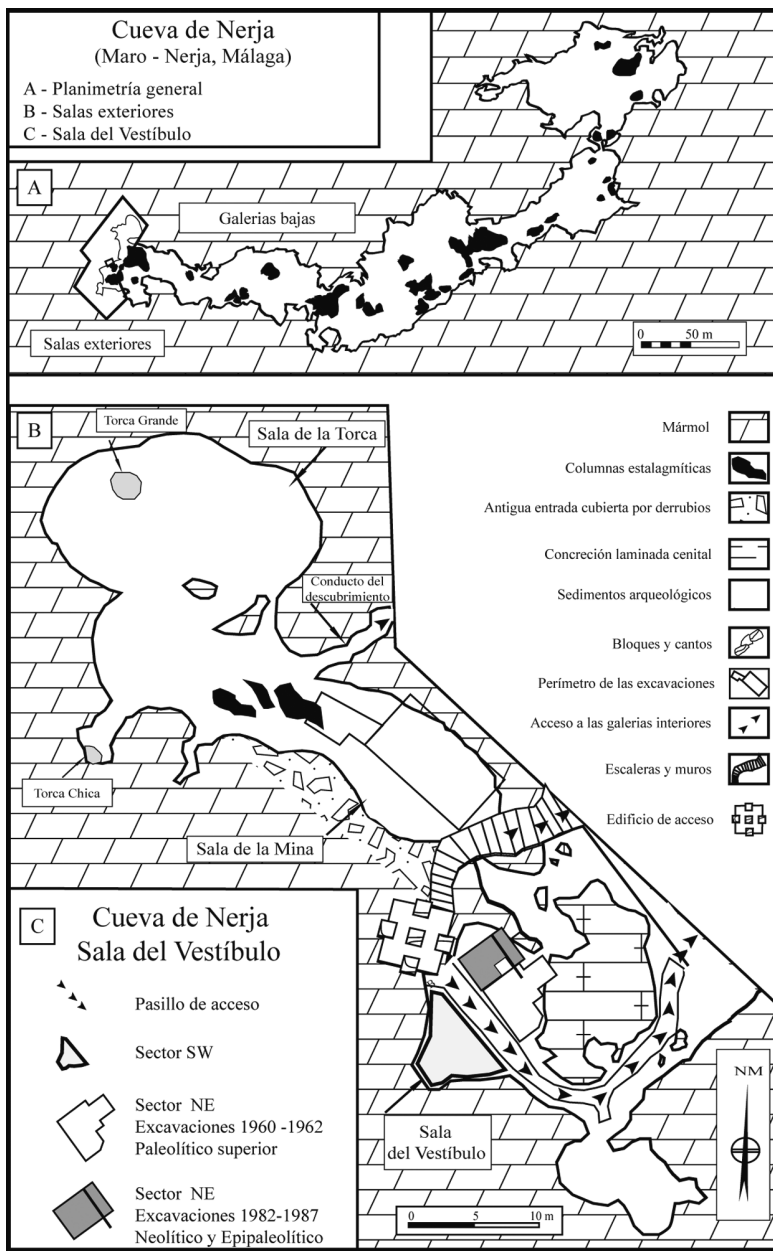 Cueva de Nerja
(Maro - Nerja, Málaga)
A - Planimetría general
B - Salas exteriores
C - Sala del Vestíbulo
A
Galerias bajas
Salas exteriores
0 50 m
B
Torca Grande
Sala de la Torca
Conducto del
descubrimiento
Torca Chica
Sala de la Mina
Mármol
Columnas estalagmíticas
Antigua entrada cubierta por derrubios
Concreción laminada cenital
Sedimentos arqueológicos
Bloques y cantos
Perímetro de las excavaciones
Acceso a las galerias interiores
Escaleras y muros
Edificio de acceso
C
Cueva de Nerja
Sala del Vestíbulo
Pasillo de acceso
Sector SW
Sector NE
Excavaciones 1960 -1962
Paleolítico superior
Sector NE
Excavaciones 1982-1987
Neolítico y Epipaleolítico
Sala
del Vestíbulo
NM
0 5 10 m